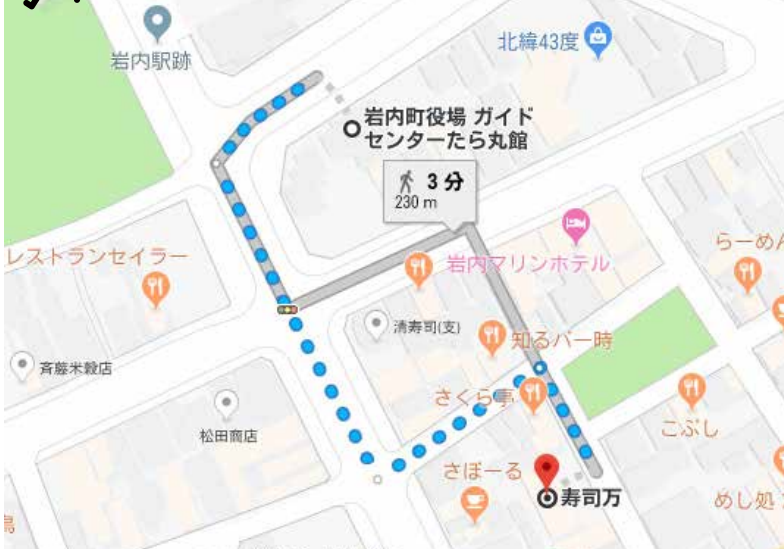 岩内駅跡
北緯43度
岩内町役場 ガイド
センターたら丸館
3 分
230 m
岩内マリンホテル
らーめん
レストランセイラー
清寿司(支)
知るバー時
斉藤米穀店
さくら亭
松田商店
こぶし
さぼーる
寿司万
めし処